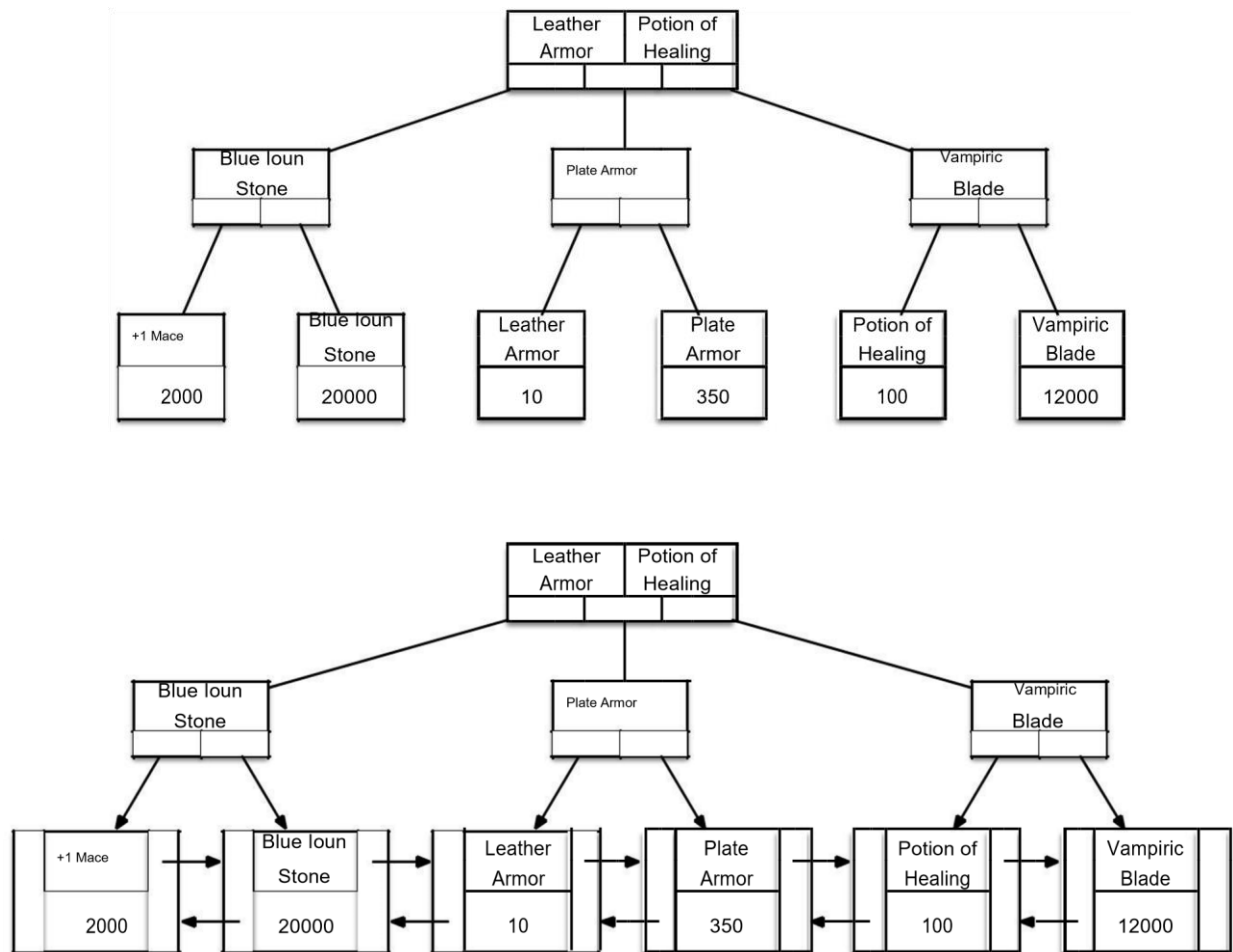 Leather Potion of
Armor Healing
Blue Ioun
Stone
Plate Armor
Vampiric
Blade
+1 Mace
2000
Blue Ioun
Stone
20000
Leather
Armor
10
Plate
Armor
350
Potion of
Healing
100
Vampiric
Blade
12000
Leather Potion of
Armor Healing
Blue Ioun
Stone
Plate Armor
Vampiric
Blade
+1 Mace
2000
Blue Ioun
Stone
20000
Leather
Armor
10
Plate
Armor
350
Potion of
Healing
100
Vampiric
Blade
12000